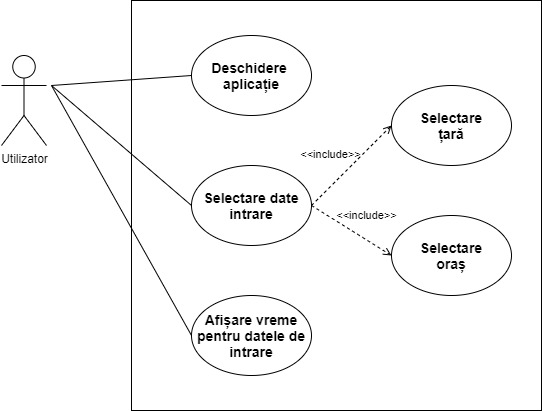 Deschidere
aplicație
Selectare
țară
<<include>>
Utilizator
Selectare date
intrare
<<include>>
Selectare
oraș
Afișare vreme
pentru datele de
intrare